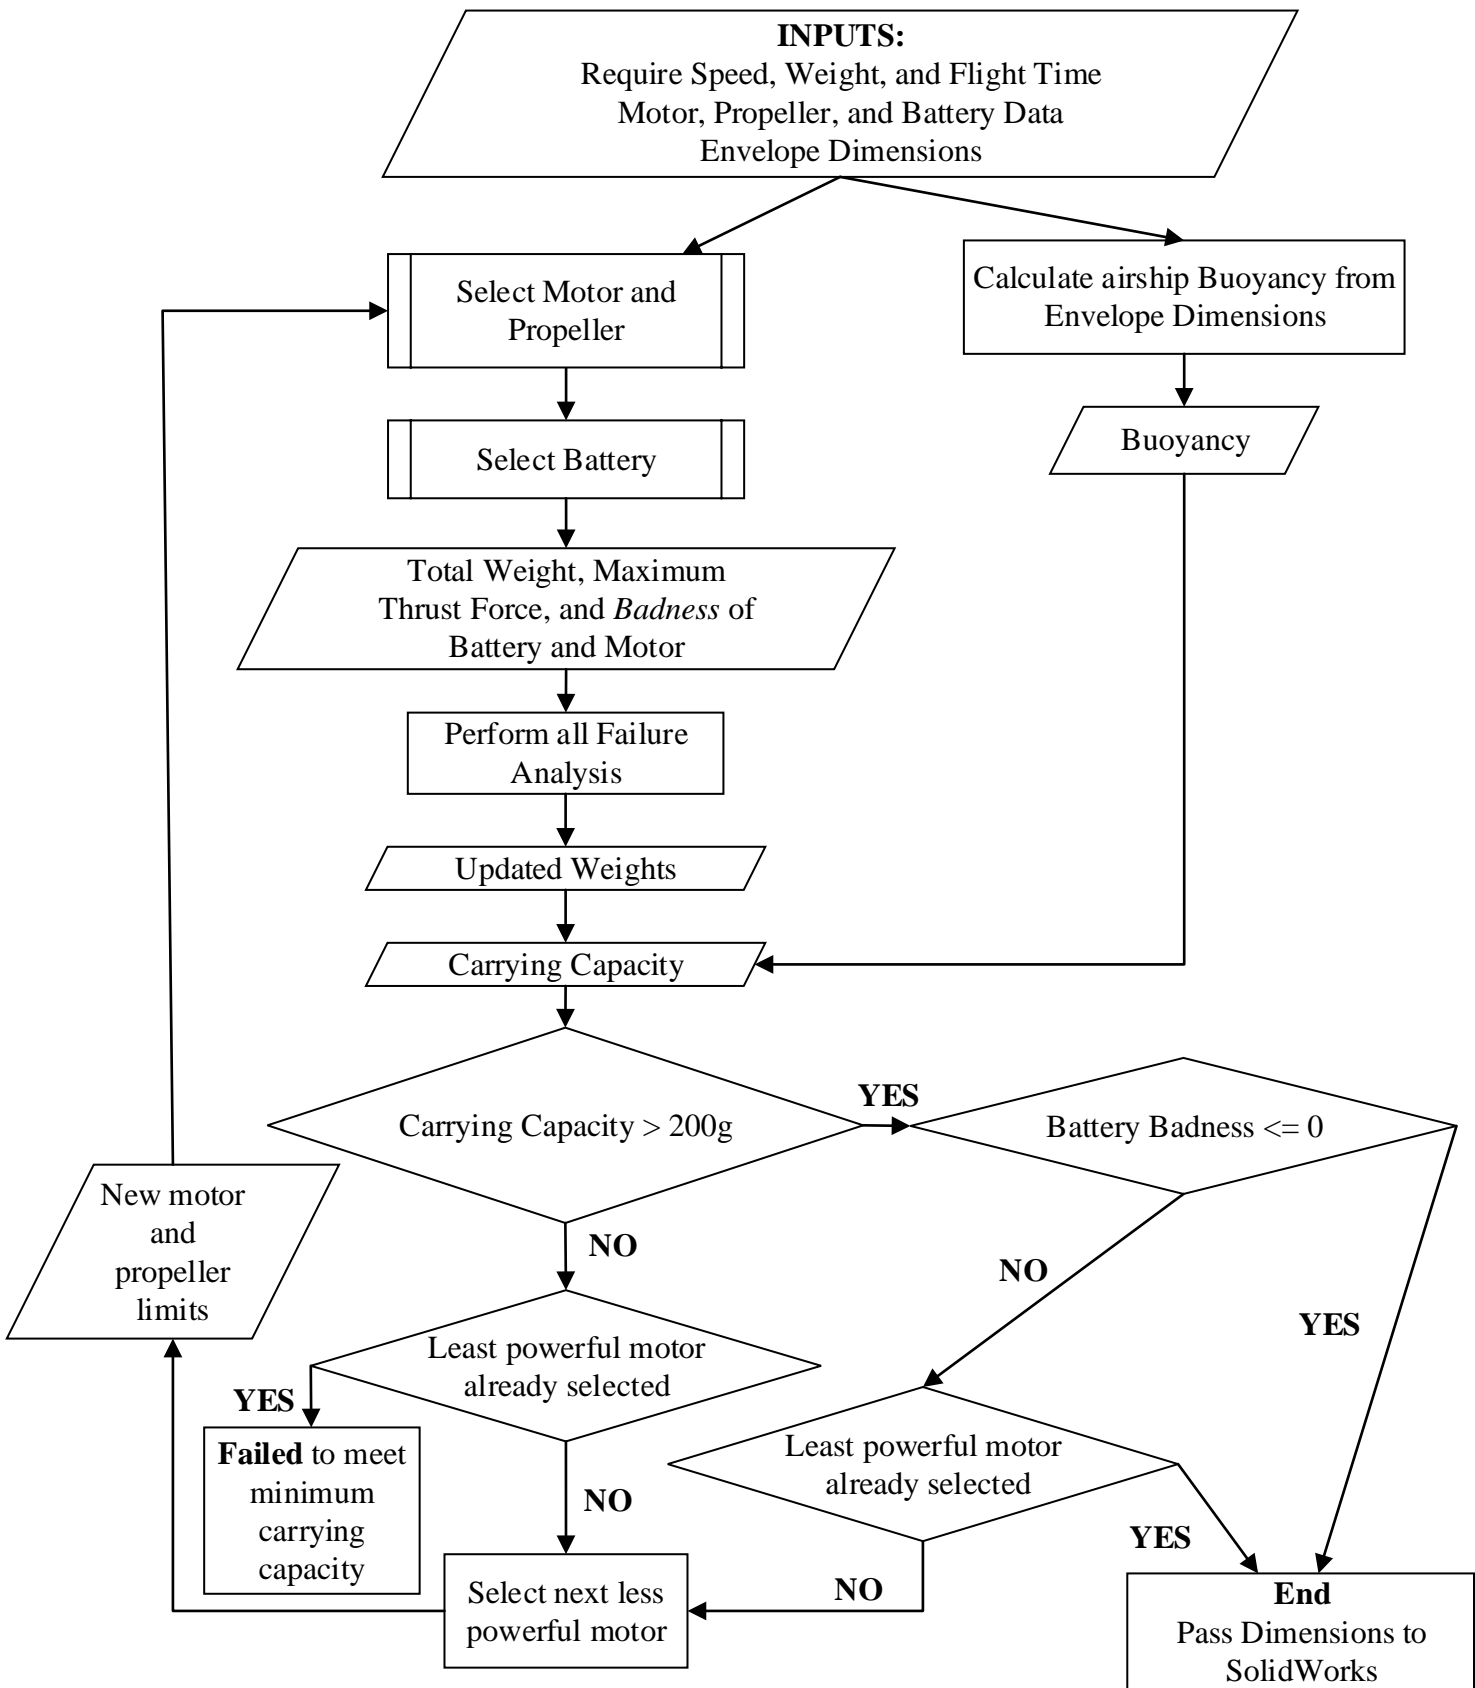 INPUTS:
Require Speed, Weight, and Flight Time
Motor, Propeller, and Battery Data
Envelope Dimensions
Select Motor and
Propeller
Calculate airship Buoyancy from
Envelope Dimensions
Select Battery
Buoyancy
Total Weight, Maximum
Thrust Force, and Badness of
Battery and Motor
Perform all Failure
Analysis
Updated Weights
Carrying Capacity
Carrying Capacity > 200g
YES
Battery Badness <= 0
NO
NO
YES
New motor
and
propeller
limits
Least powerful motor
already selected
YES
Failed to meet
minimum
carrying
capacity
NO
Least powerful motor
already selected
YES
NO
Select next less
powerful motor
End
Pass Dimensions to
SolidWorks